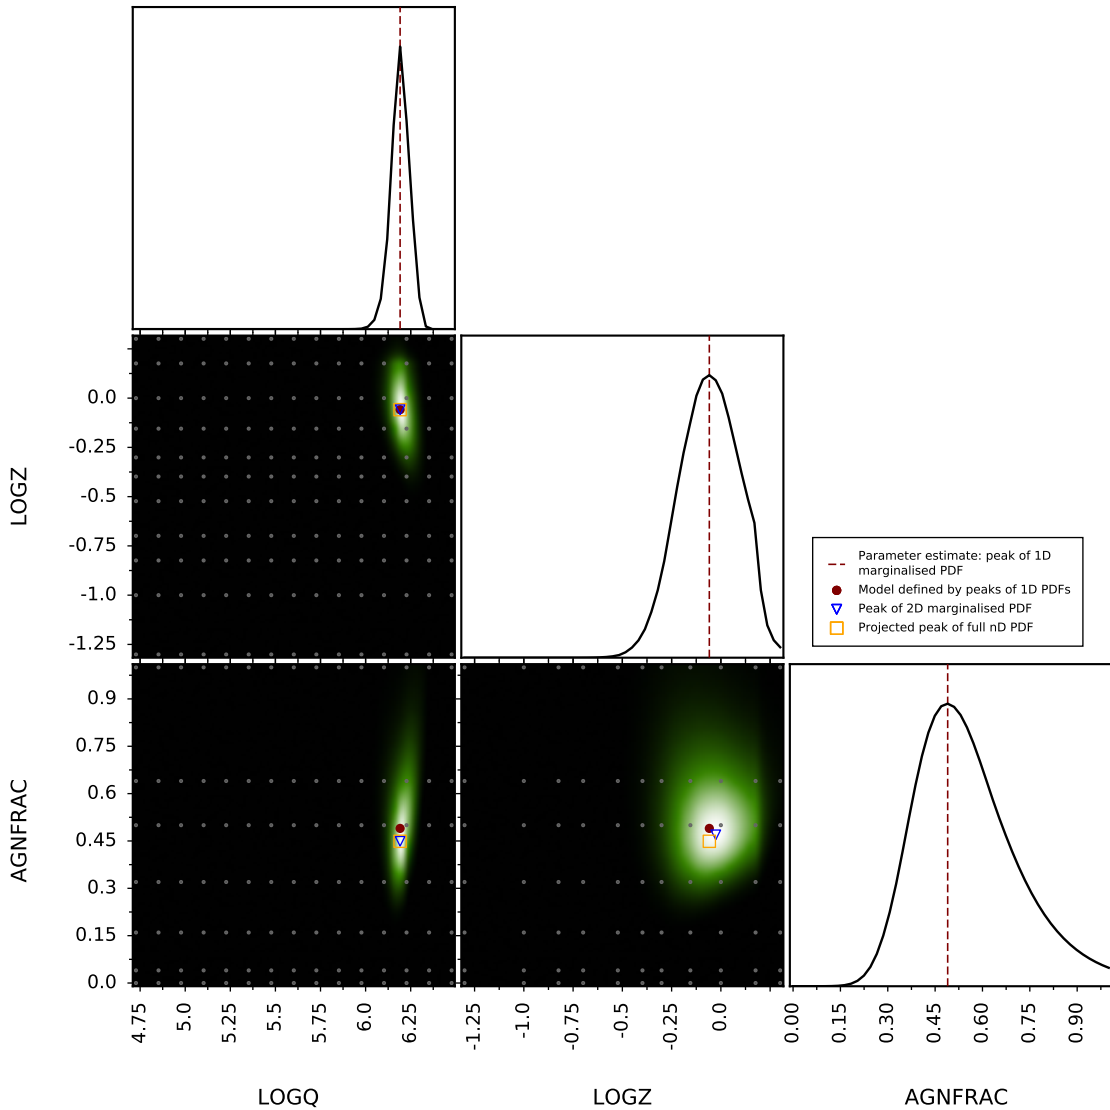 0.0
-0.25
-0.5
-0.75
-1.0
-1.25
LOGZ
Parameter estimate: peak of 1D
marginalised PDF
Model defined by peaks of 1D PDFs
Peak of 2D marginalised PDF
Projected peak of full nD PDF
0.9
0.75
0.6
0.45
0.3
0.15
0.0
AGNFRAC
4.75 5.0 5.25 5.5 5.75 6.0 6.25
-1.25 -1.0 -0.75 -0.5 -0.25 0.0
0.00 0.15 0.30 0.45 0.60 0.75 0.90
LOGQ LOGZ AGNFRAC